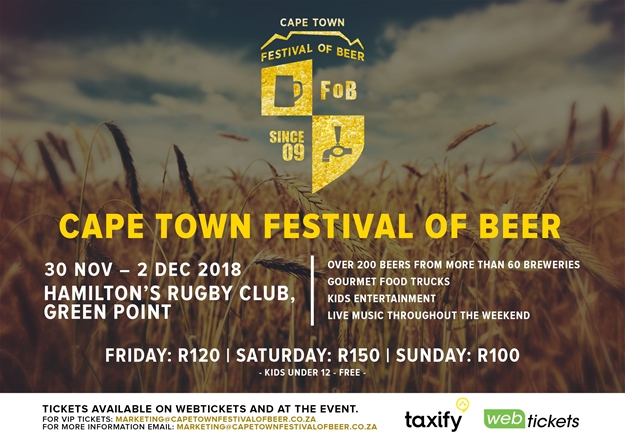 CAPE TOWN
FESTIVAL OF BEER
FoB
SINCE
09
CAPE TOWN FESTIVAL OF BEER
30 NOV – 2 DEC 2018
HAMILTON'S RUGBY CLUB,
GREEN POINT
OVER 200 BEERS FROM MORE THAN 60 BREWERIES
GOURMET FOOD TRUCKS
KIDS ENTERTAINMENT
LIVE MUSIC THROUGHOUT THE WEEKEND
FRIDAY: R120 | SATURDAY: R150 | SUNDAY: R100
- KIDS UNDER 12 - FREE -
TICKETS AVAILABLE ON WEBTICKETS AND AT THE EVENT.
FOR VIP TICKETS: MARKETING@CAPETOWNFESTIVALOFBEER.CO.ZA
FOR MORE INFORMATION EMAIL: MARKETING@CAPETOWNFESTIVALOFBEER.CO.ZA
taxify
webtickets